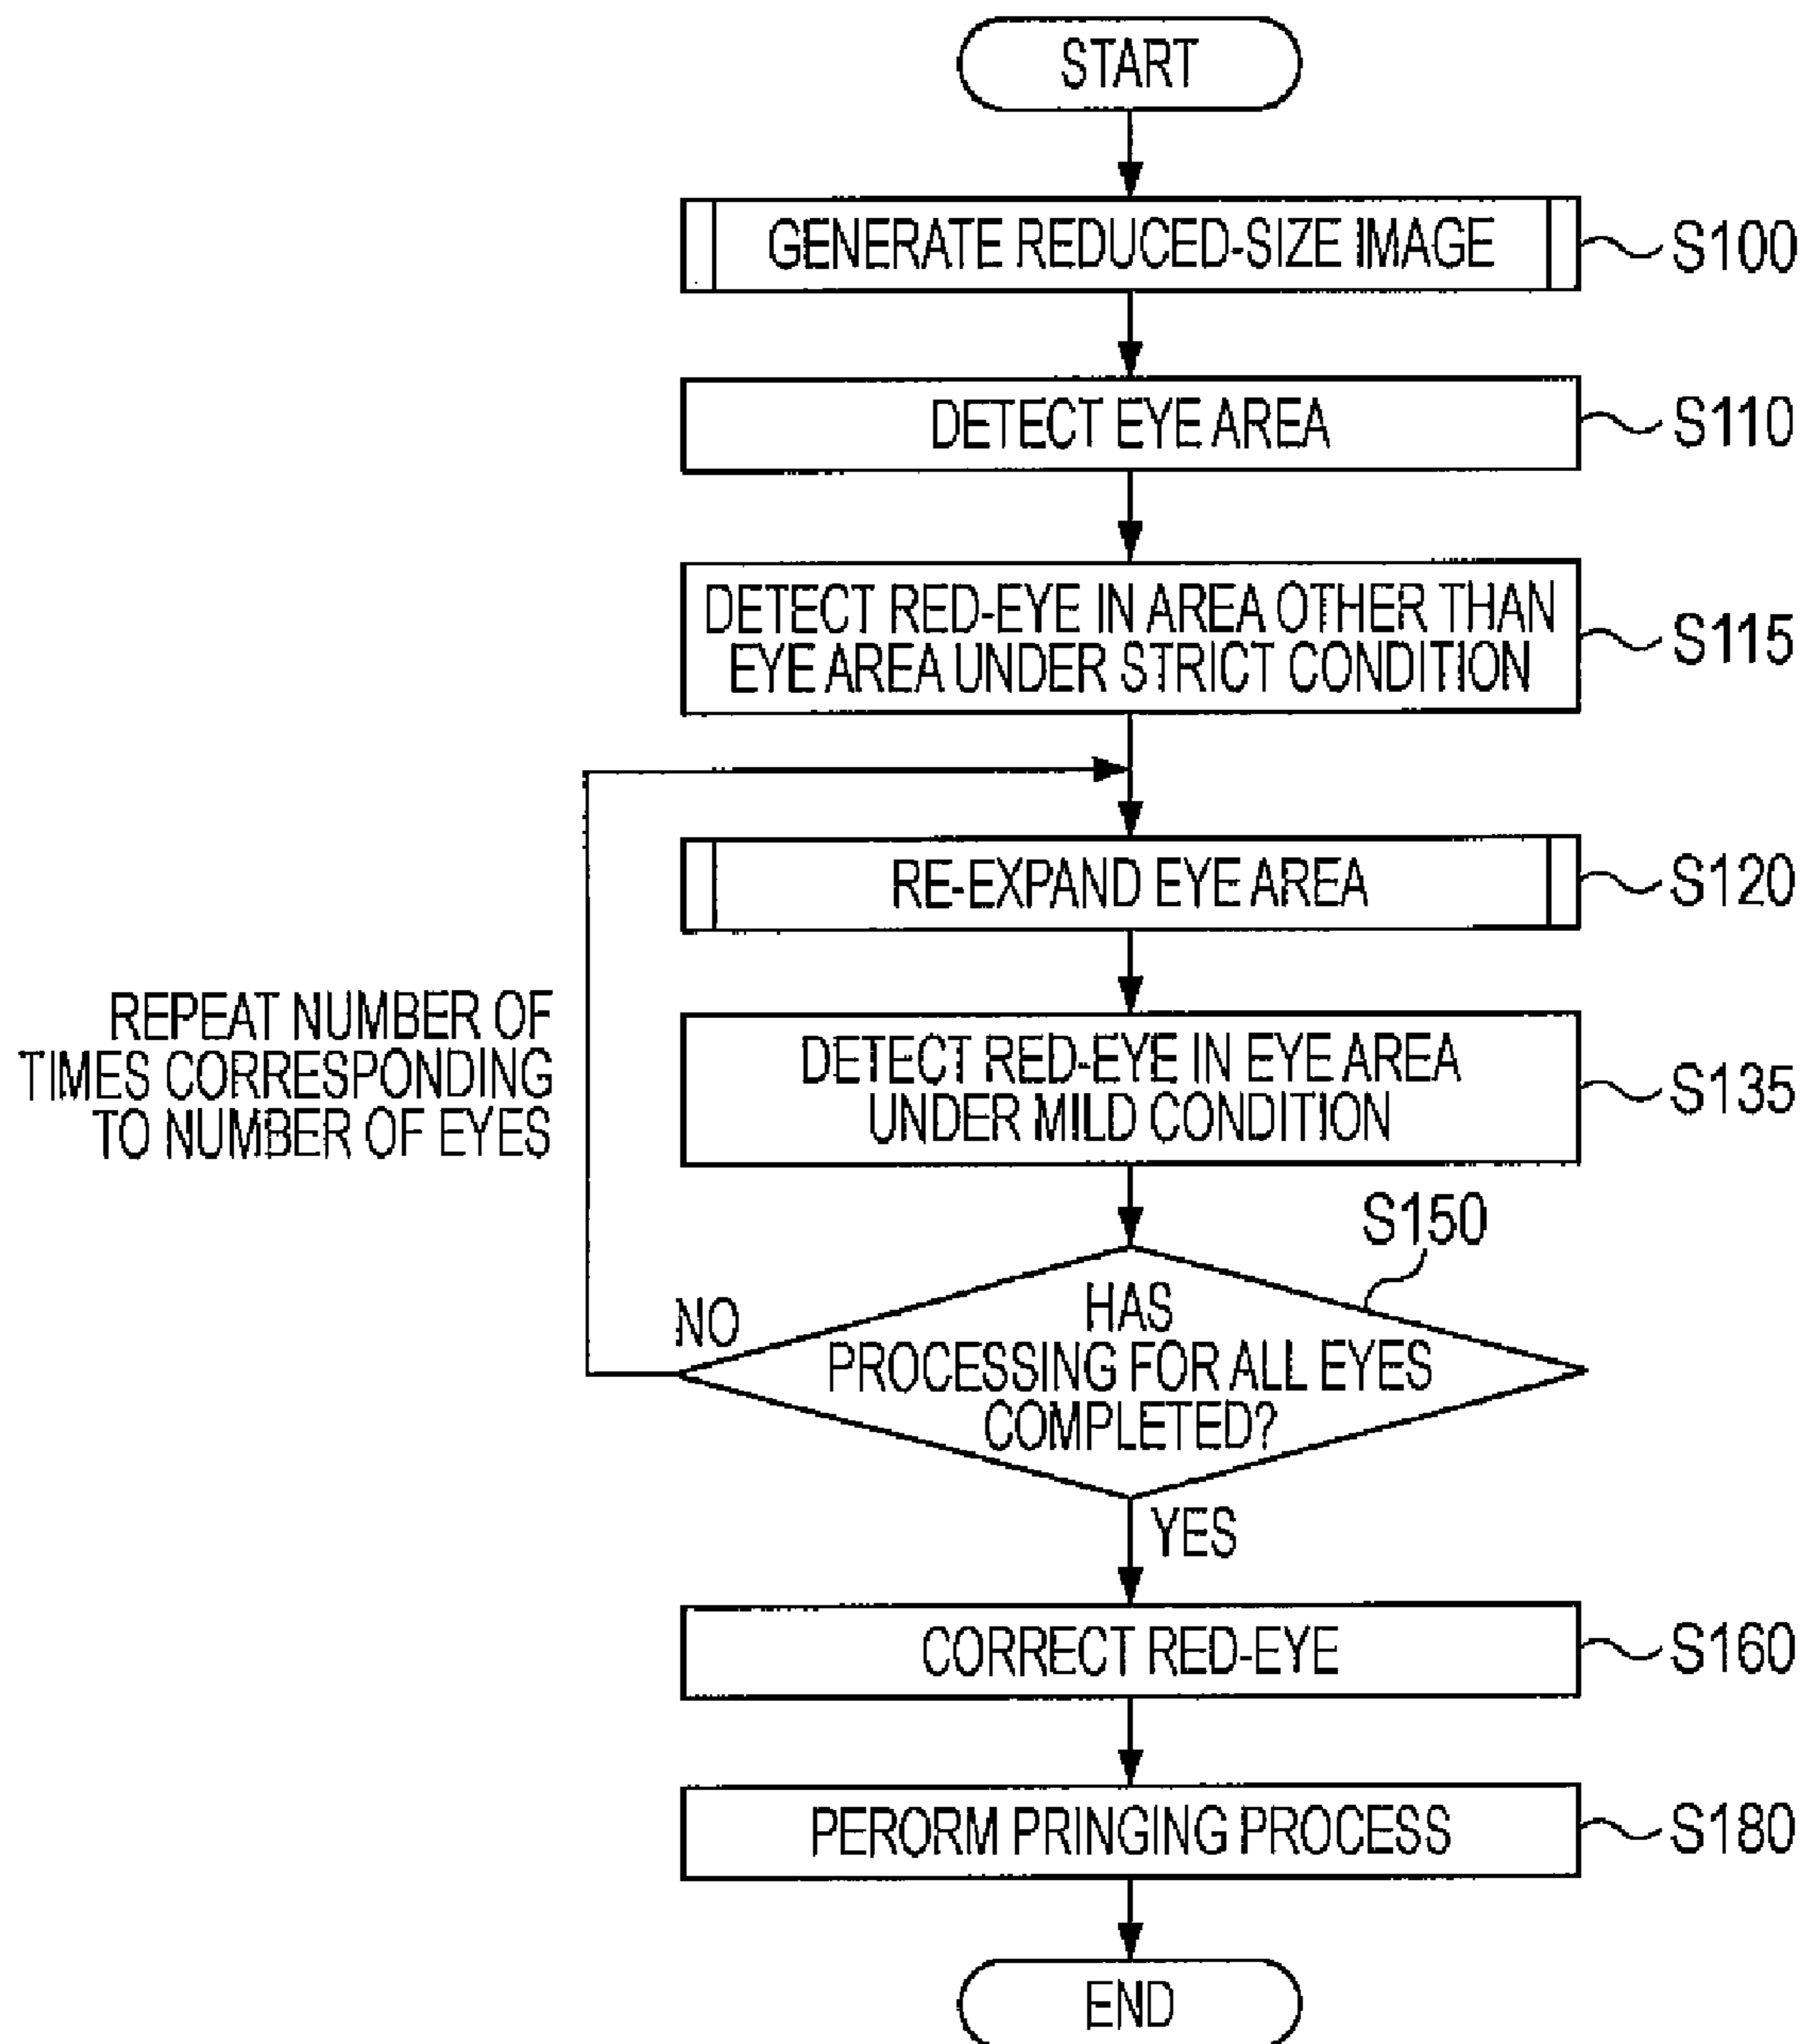 START
GENERATE REDUCED-SIZE IMAGE
S100
DETECT EYE AREA
S110
DETECT RED-EYE IN AREA OTHER THAN
EYE AREA UNDER STRICT CONDITION
S115
RE-EXPAND EYE AREA
S120
REPEAT NUMBER OF
TIMES CORRESPONDING
TO NUMBER OF EYES
DETECT RED-EYE IN EYE AREA
UNDER MILD CONDITION
S135
S150
NO
HAS
PROCESSING FOR ALL EYES
COMPLETED?
YES
CORRECT RED-EYE
S160
PERORM PRINGING PROCESS
S180
END